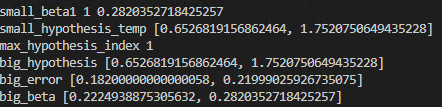 small_beta1 1 0.2820352718425257
small_hypothesis_temp [0.6526819156862464, 1.7520750649435228]
max_hypothesis_index 1
big_hypothesis [0.6526819156862464, 1.7520750649435228]
big_error [0.18200000000000058, 0.21999025926735075]
big_beta [0.2224938875305632, 0.2820352718425257]